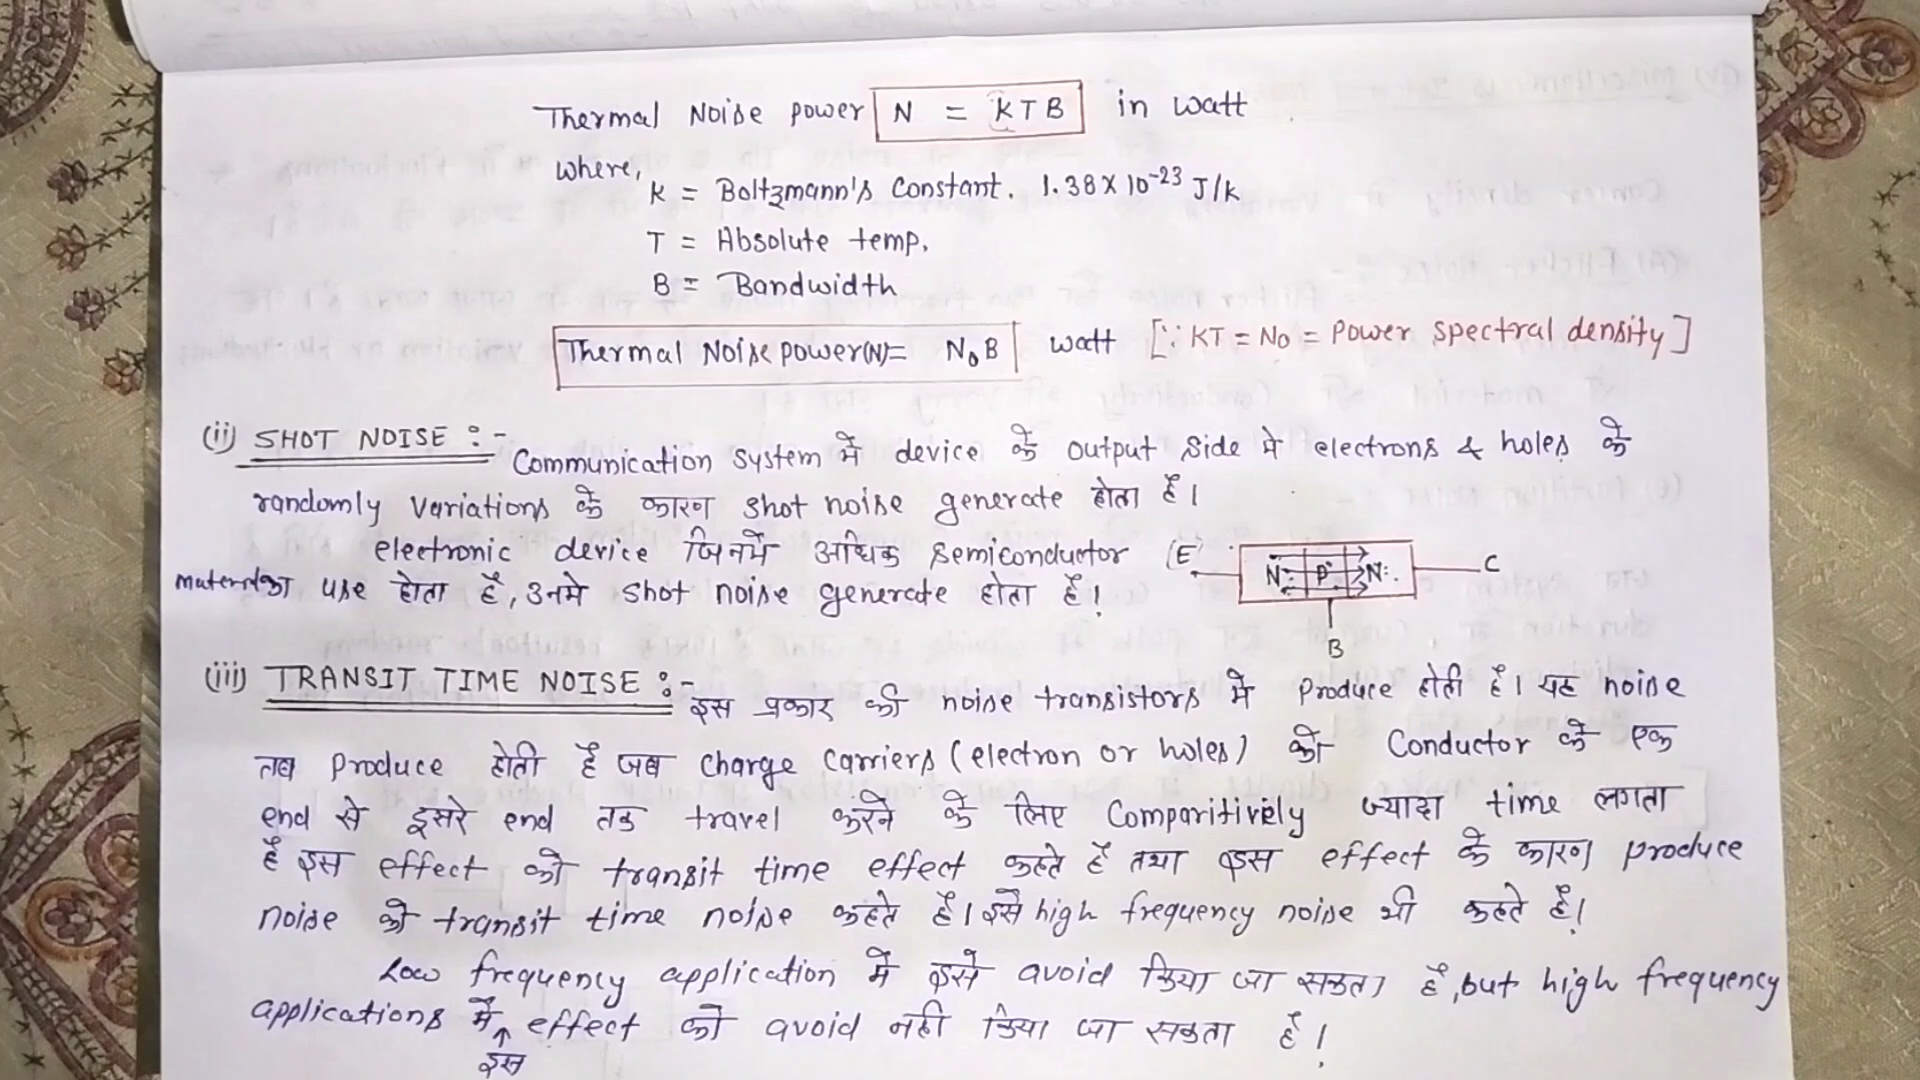 Thermal Noise power N = KTB in watt
where,
K = Boltzmann's Constant. 1.38 × 10⁻²³ J/k
T = Absolute temp.
B = Bandwidth
Thermal Noise power(N) = N₀B watt [∵ KT = No = Power spectral density]
(ii) SHOT NOISE :- Communication system में device के output side मे electrons & holes के
randomly variations के कारण shot noise generate होता है।
electronic device जिनमें अधिक semiconductor
material का use होता है, उनमे shot noise generate होता है।
E N P N C
B
(iii) TRANSIT TIME NOISE :- इस प्रकार की noise transistors में produce होती है। यह noise
तब produce होती है जब charge carriers (electron or holes) को Conductor के एक
end से दुसरे end तक travel करने के लिए Comparitively ज्यादा time लगता
है इस effect को transit time effect कहते है तथा इस effect के कारण produce
noise को transit time noise कहते है। इसे high frequency noise भी कहते है।
Low frequency application में इसे avoid किया जा सकता है, but high frequency
applications में इस effect को avoid नही किया जा सकता है।